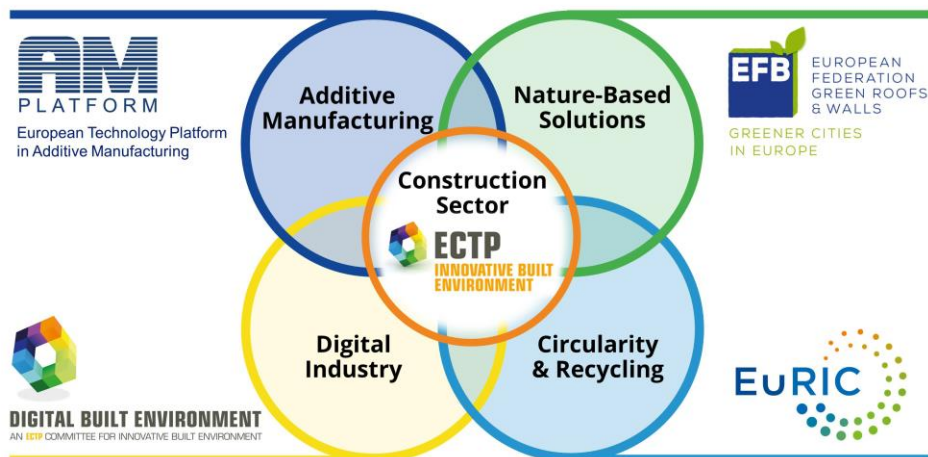 AM
PLATFORM
European Technology Platform
in Additive Manufacturing
Additive
Manufacturing
Nature-Based
Solutions
EFB
EUROPEAN
FEDERATION
GREEN ROOFS
& WALLS
GREENER CITIES
IN EUROPE
Construction
Sector
ECTP
INNOVATIVE BUILT
ENVIRONMENT
Digital
Industry
Circularity
& Recycling
DIGITAL BUILT ENVIRONMENT
AN ECTP COMMITTEE FOR INNOVATIVE BUILT ENVIRONMENT
EuRIC